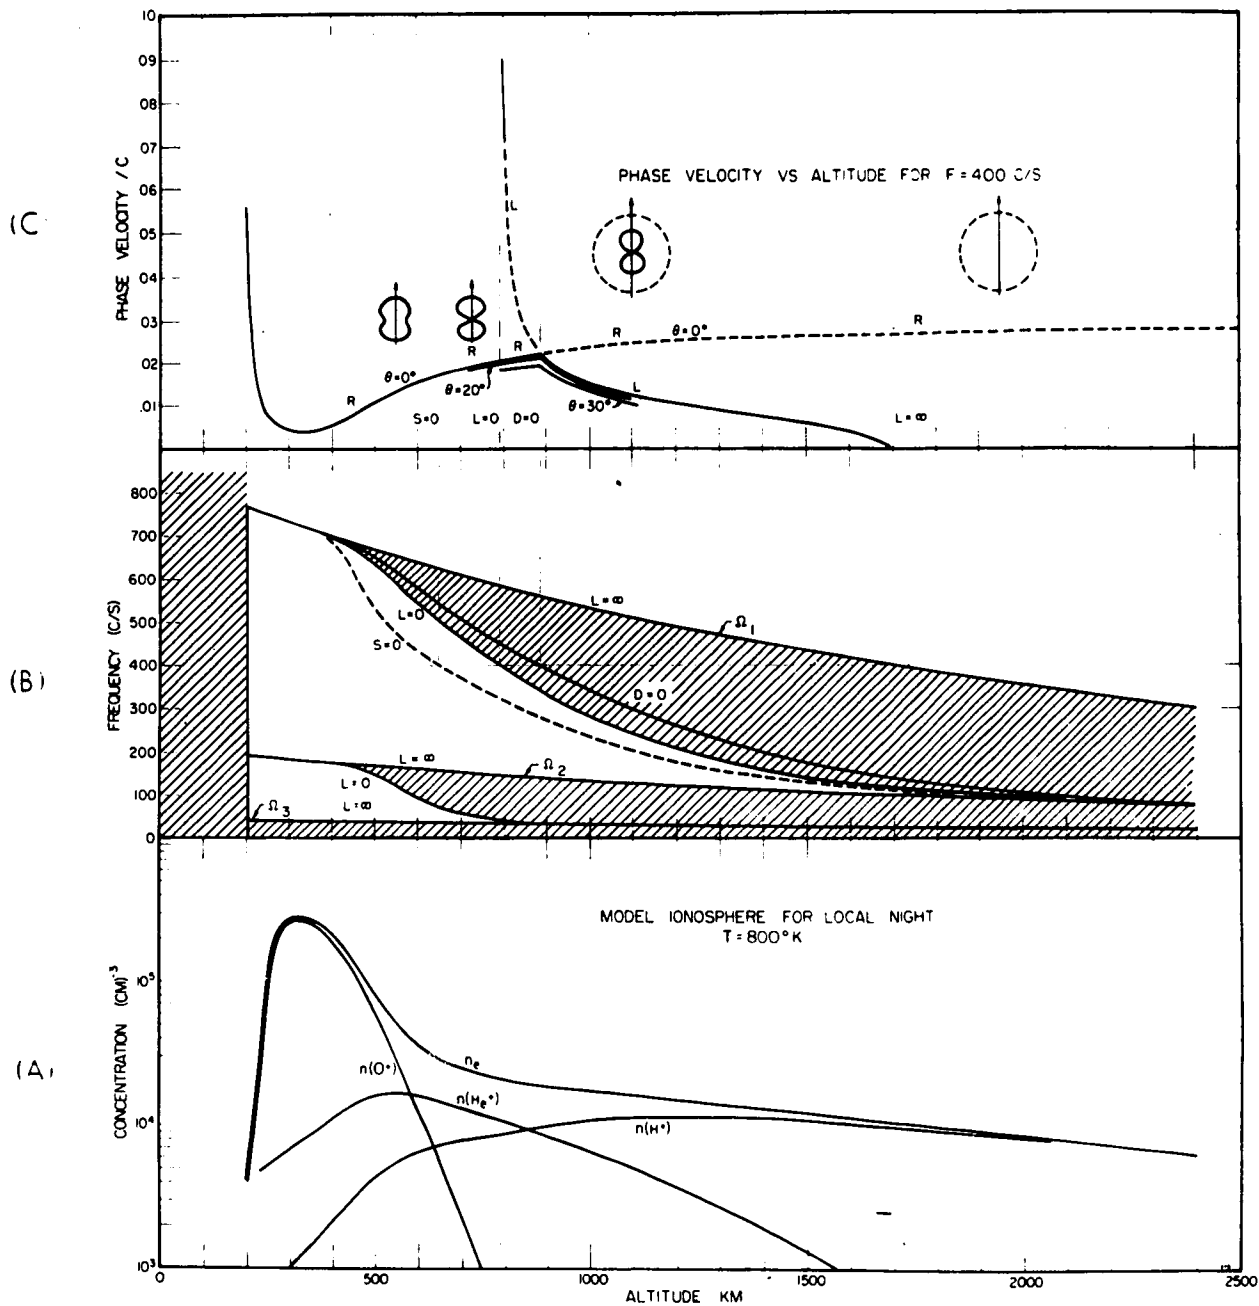 (C
PHASE VELOCITY / C
1.0
09
08
07
06
05
04
03
02
.01
PHASE VELOCITY VS ALTITUDE FOR F = 400 C/S
L
R
R
R
R
R
θ=0°
θ=0°
θ=20°
θ=30°
L
S=0 L=0 D=0
L=∞
(B)
FREQUENCY (C/S)
800
700
600
500
400
300
200
100
0
L=∞
Ω1
L=0
S=0
D=0
L=∞
Ω2
L=0
L=∞
Ω3
(A)
CONCENTRATION (CM)-3
10^5
10^4
10^3
MODEL IONOSPHERE FOR LOCAL NIGHT
T = 800°K
ne
n(O+)
n(He+)
n(H+)
0
500
1000
1500
2000
2500
ALTITUDE KM